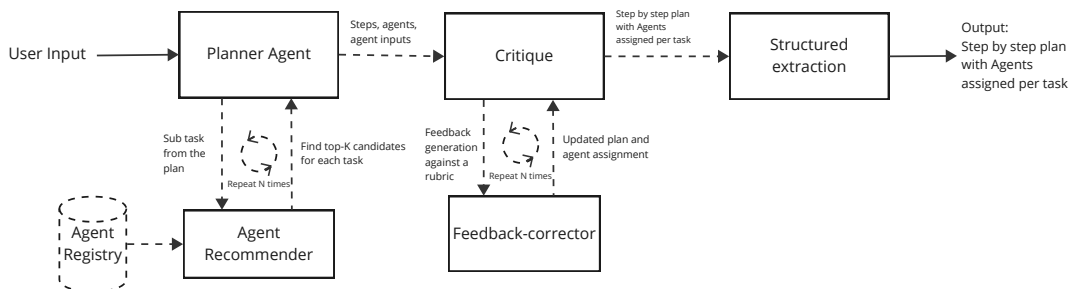 User Input
Planner Agent
Steps, agents,
agent inputs
Critique
Step by step plan
with Agents
assigned per task
Structured
extraction
Output:
Step by step plan
with Agents
assigned per task
Sub task
from the
plan
Repeat N times
Find top-K candidates
for each task
Feedback
generation
against a
rubric
Repeat N times
Updated plan and
agent assignment
Agent
Registry
Agent
Recommender
Feedback-corrector